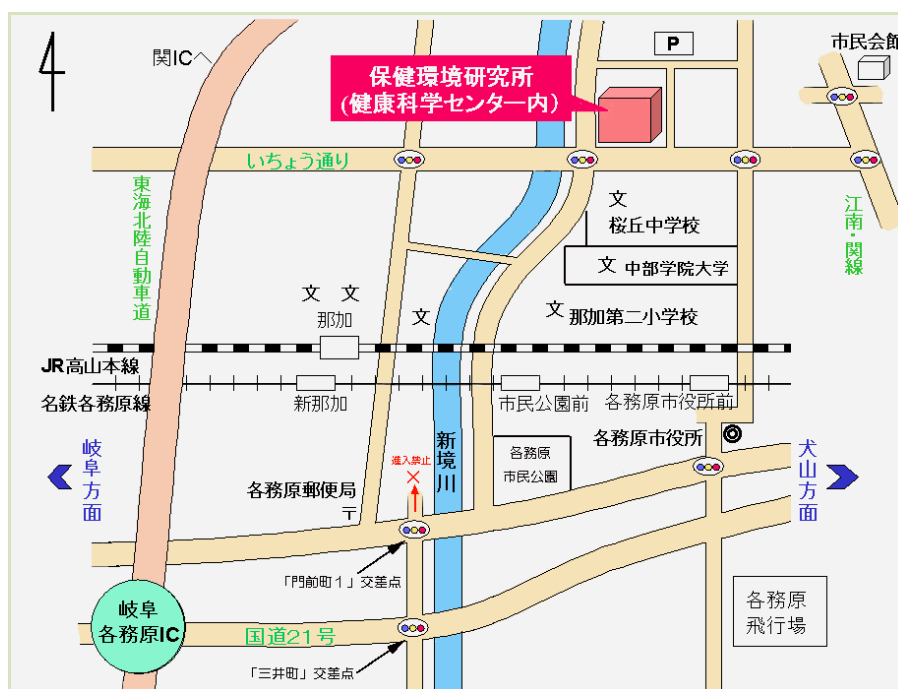 関IC
P
市民会館
保健環境研究所
(健康科学センター内)
いちょう通り
東海北陸自動車道
江南・関線
文
桜丘中学校
文 中部学院大学
文 文
那加
文
文 那加第二小学校
JR高山本線
名鉄各務原線
新那加
市民公園前
各務原市役所前
岐阜方面
新境川
進入禁止
各務原
市民公園
各務原市役所
犬山方面
各務原郵便局
〒
「門前町1」交差点
岐阜
各務原IC
国道21号
「三井町」交差点
各務原
飛行場